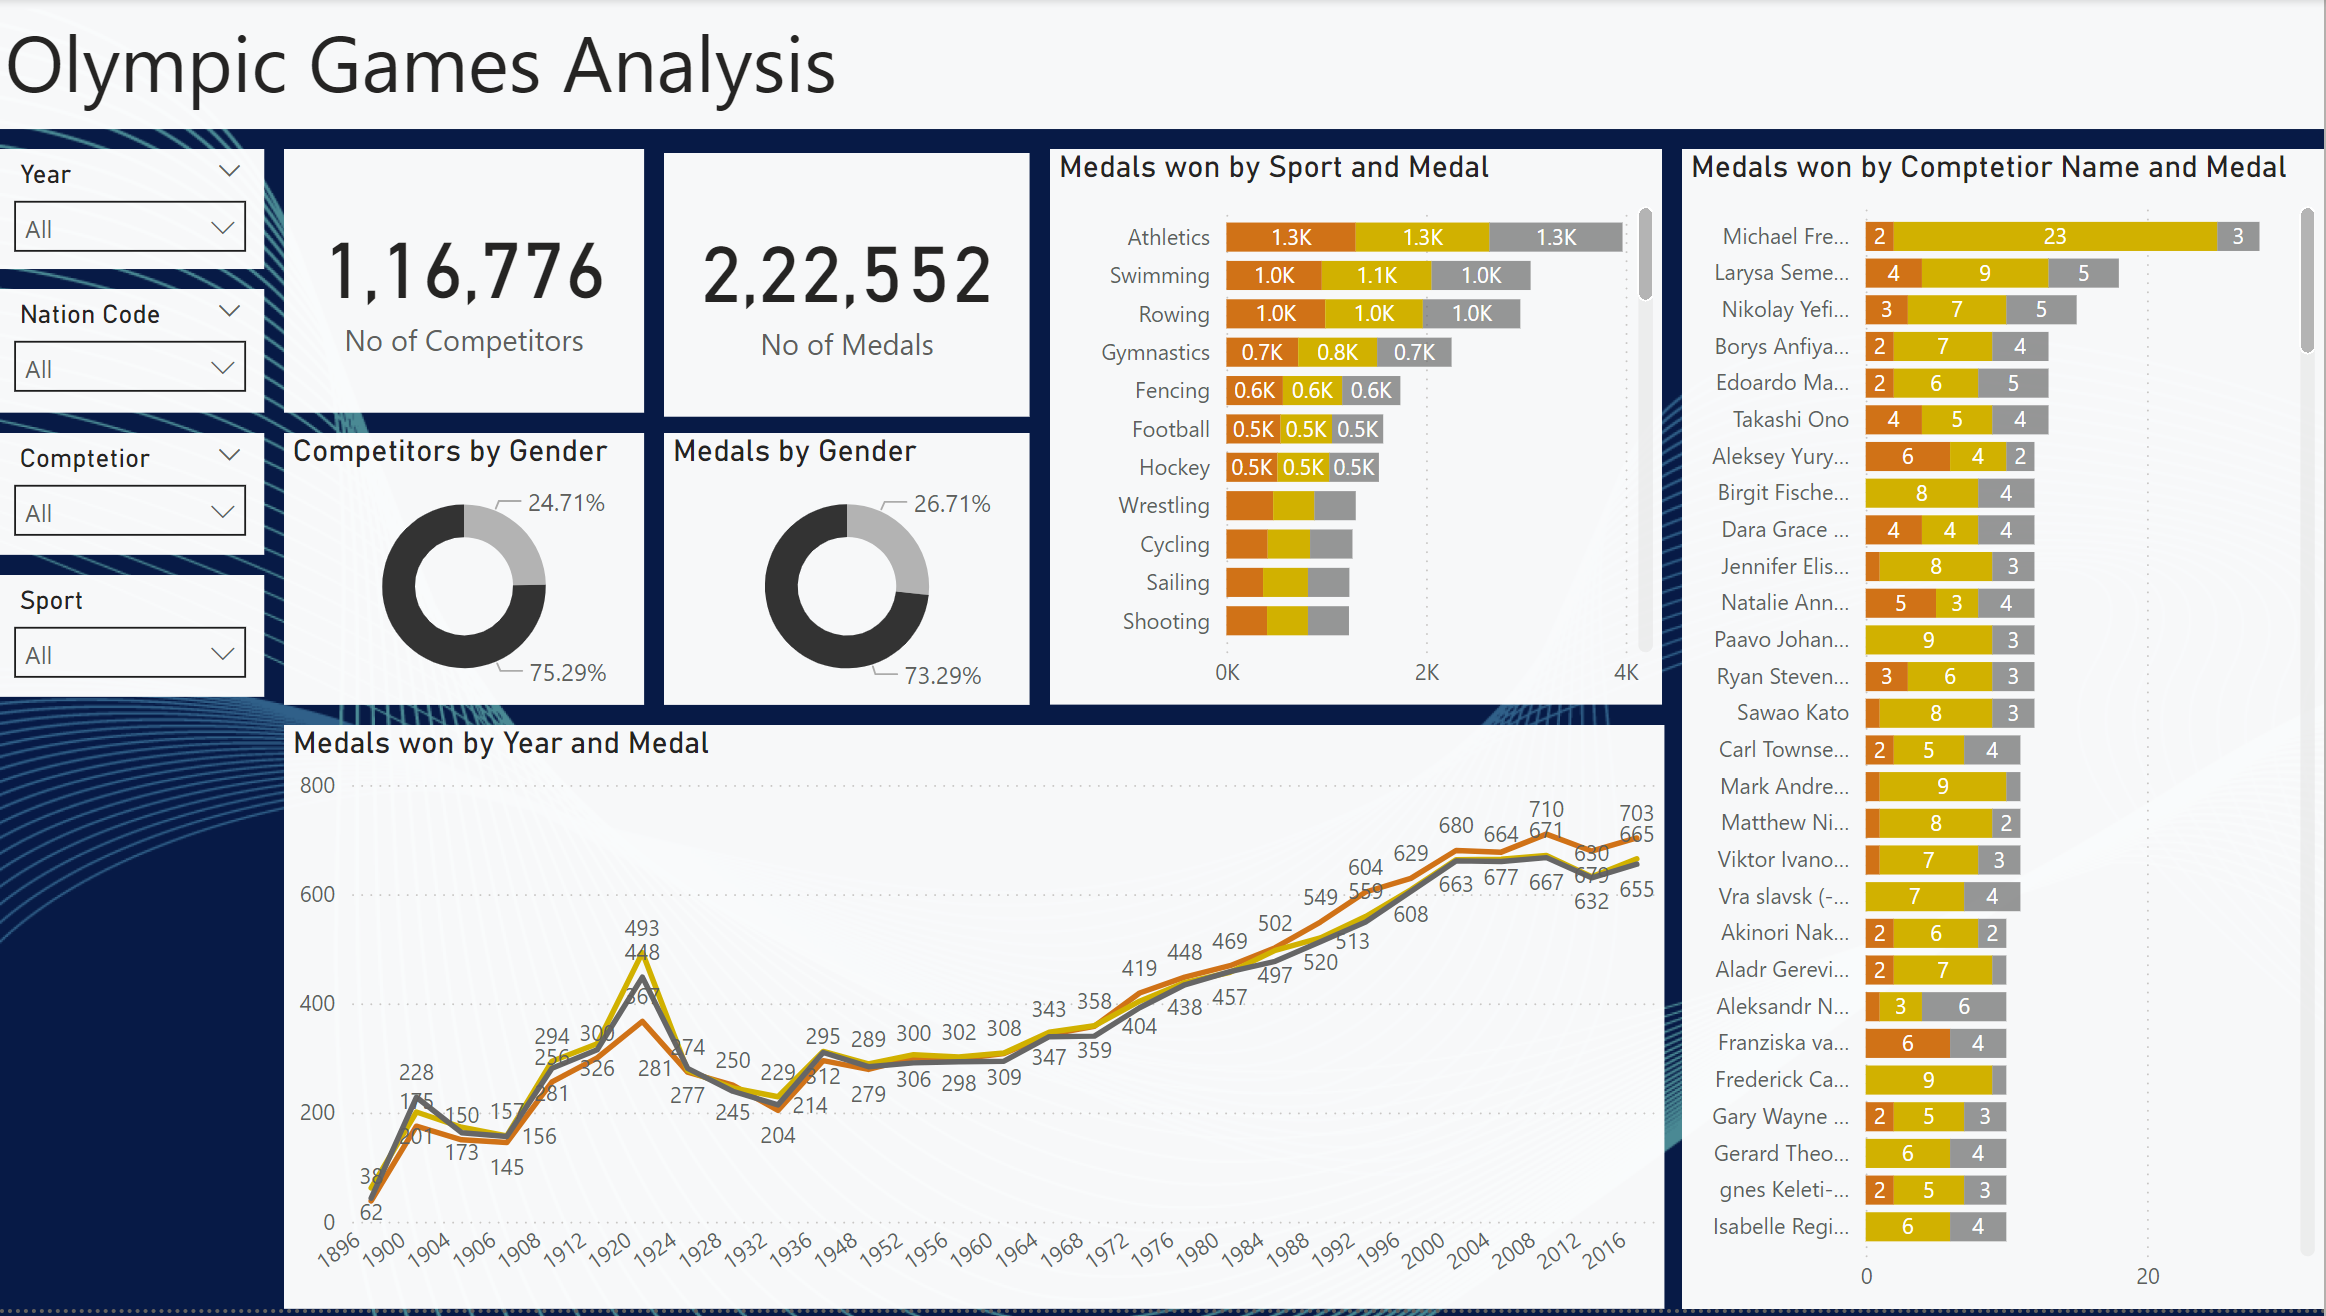 Olympic Games Analysis
Year
All
Nation Code
All
Comptetior
All
Sport
All
1,16,776
No of Competitors
2,22,552
No of Medals
Competitors by Gender
24.71%
75.29%
Medals by Gender
26.71%
73.29%
Medals won by Sport and Medal
Athletics 1.3K 1.3K 1.3K
Swimming 1.0K 1.1K 1.0K
Rowing 1.0K 1.0K 1.0K
Gymnastics 0.7K 0.8K 0.7K
Fencing 0.6K 0.6K 0.6K
Football 0.5K 0.5K 0.5K
Hockey 0.5K 0.5K 0.5K
Wrestling
Cycling
Sailing
Shooting
0K 2K 4K
Medals won by Year and Medal
800
600
400
200
0
38 62
228 175 201
150 173
157 145
294 256 281 156
300 326
493 448 367
274 281 277
250 245
229 214 204
295 312
289 279
300 306
302 298
308 309
343 347
358 359
419 404
448 438
469 457
502 497
549 520
604 559 513
629 608
680 663
664 677
710 671 667
630 679 632
703 665 655
1896 1900 1904 1906 1908 1912 1920 1924 1928 1932 1936 1948 1952 1956 1960 1964 1968 1972 1976 1980 1984 1988 1992 1996 2000 2004 2008 2012 2016
Medals won by Comptetior Name and Medal
Michael Fre... 2 23 3
Larysa Seme... 4 9 5
Nikolay Yefi... 3 7 5
Borys Anfiya... 2 7 4
Edoardo Ma... 2 6 5
Takashi Ono 4 5 4
Aleksey Yury... 6 4 2
Birgit Fische... 8 4
Dara Grace ... 4 4 4
Jennifer Elis... 8 3
Natalie Ann... 5 3 4
Paavo Johan... 9 3
Ryan Steven... 3 6 3
Sawao Kato 8 3
Carl Townse... 2 5 4
Mark Andre... 9
Matthew Ni... 8 2
Viktor Ivano... 7 3
Vra slavsk (-... 7 4
Akinori Nak... 2 6 2
Aladr Gerevi... 2 7
Aleksandr N... 3 6
Franziska va... 6 4
Frederick Ca... 9
Gary Wayne ... 2 5 3
Gerard Theo... 6 4
gnes Keleti-... 2 5 3
Isabelle Regi... 6 4
0 20